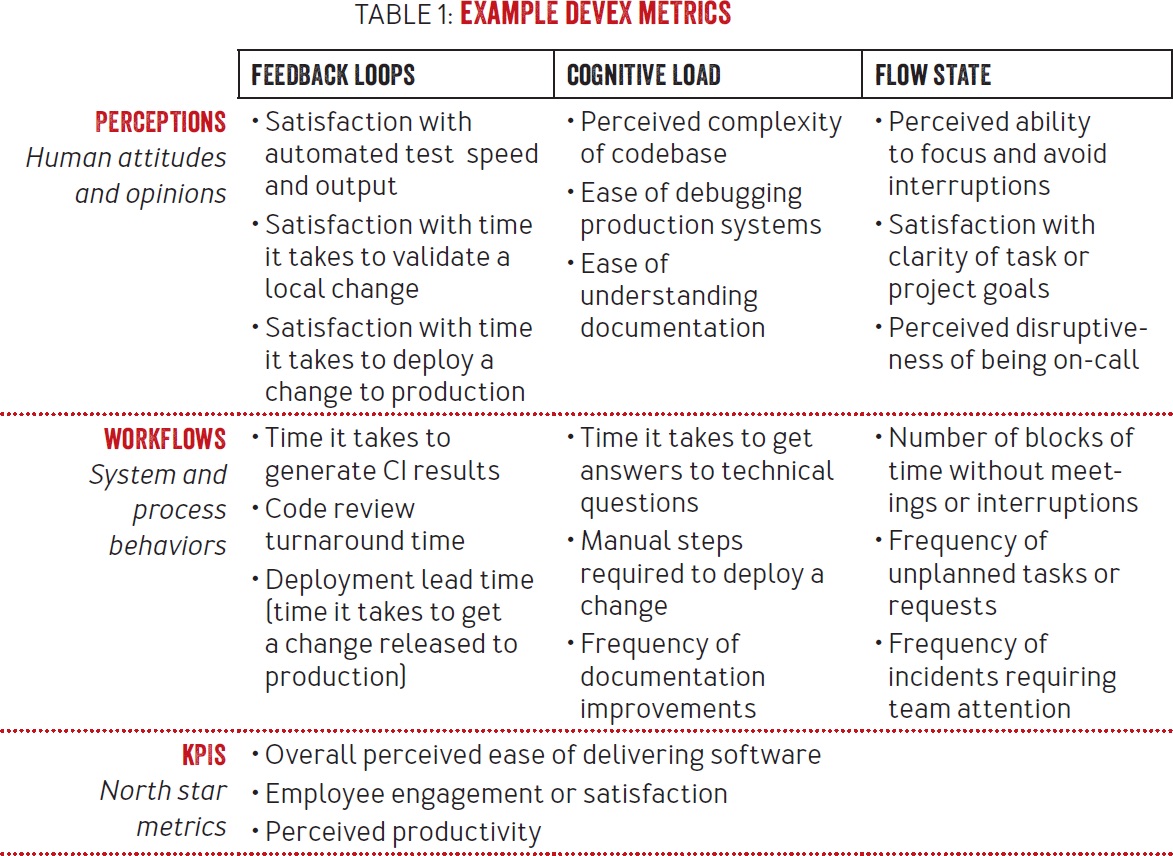 TABLE 1: EXAMPLE DEVEX METRICS
FEEDBACK LOOPS
COGNITIVE LOAD
FLOW STATE
PERCEPTIONS
Human attitudes
and opinions
• Satisfaction with
automated test speed
and output
• Satisfaction with time
it takes to validate a
local change
• Satisfaction with time
it takes to deploy a
change to production
• Perceived complexity
of codebase
• Ease of debugging
production systems
• Ease of
understanding
documentation
• Perceived ability
to focus and avoid
interruptions
• Satisfaction with
clarity of task or
project goals
• Perceived disruptive-
ness of being on-call
WORKFLOWS
System and
process
behaviors
• Time it takes to
generate CI results
• Code review
turnaround time
• Deployment lead time
(time it takes to get
a change released to
production)
• Time it takes to get
answers to technical
questions
• Manual steps
required to deploy a
change
• Frequency of
documentation
improvements
• Number of blocks of
time without meet-
ings or interruptions
• Frequency of
unplanned tasks or
requests
• Frequency of
incidents requiring
team attention
KPIS
North star
metrics
• Overall perceived ease of delivering software
• Employee engagement or satisfaction
• Perceived productivity